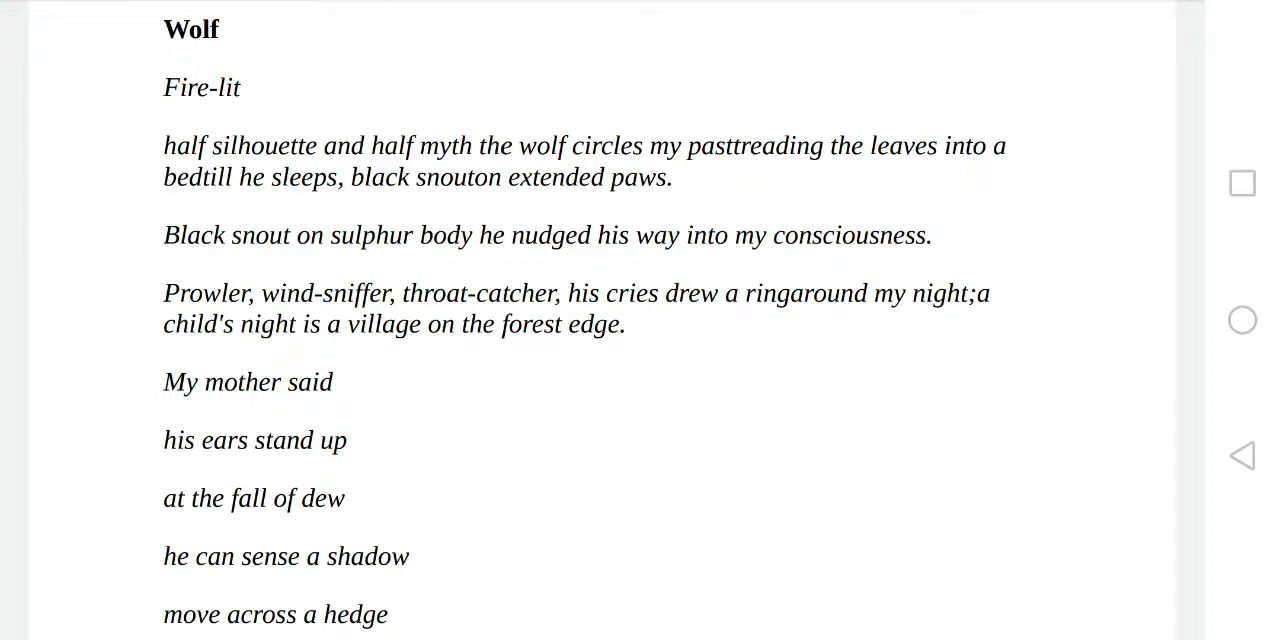 Wolf
Fire-lit
half silhouette and half myth the wolf circles my pasttreading the leaves into a
bedtill he sleeps, black snouton extended paws.
Black snout on sulphur body he nudged his way into my consciousness.
Prowler, wind-sniffer, throat-catcher, his cries drew a ringaround my night;a
child's night is a village on the forest edge.
My mother said
his ears stand up
at the fall of dew
he can sense a shadow
move across a hedge